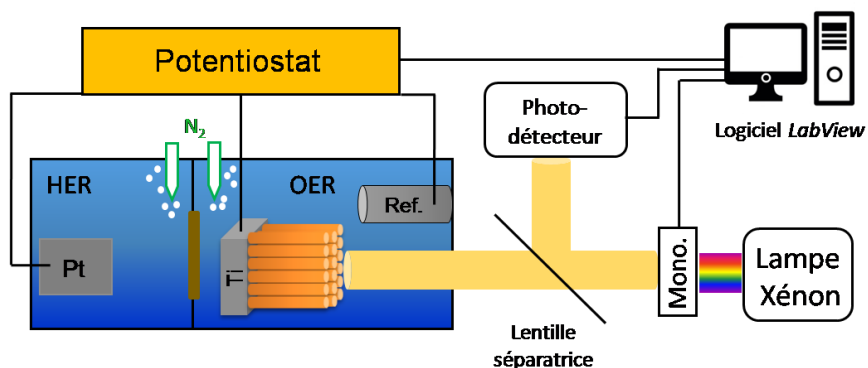 Potentiostat
N₂
HER
OER
Pt
Ti
Ref.
Photo-
détecteur
Logiciel LabView
Mono.
Lampe
Xénon
Lentille
séparatrice